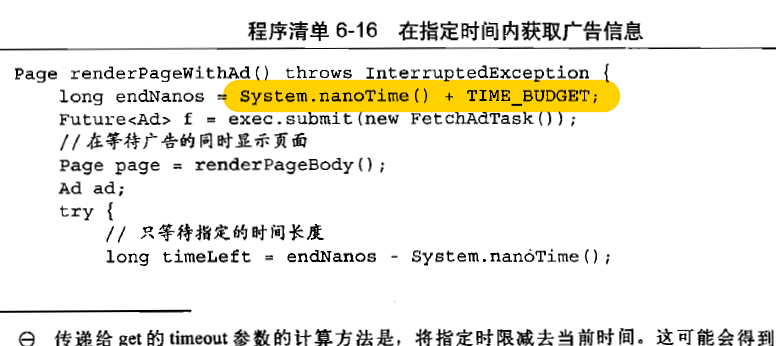 程序清单 6-16 在指定时间内获取广告信息
Page renderPageWithAd() throws InterruptedException {
long endNanos = System.nanoTime() + TIME_BUDGET;
Future<Ad> f = exec.submit(new FetchAdTask());
//在等待广告的同时显示页面
Page page = renderPageBody();
Ad ad;
try {
// 只等待指定的时间长度
long timeLeft = endNanos - System.nanoTime();
㊀ 传递给 get 的 timeout 参数的计算方法是，将指定时限减去当前时间。这可能会得到